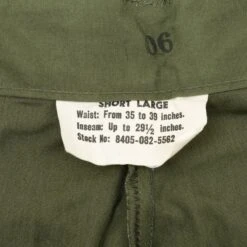 06
SHORT LARGE
Waist: From 35 to 39 inches.
Inseam: Up to 29½ inches.
Stock No: 8405-082-5562